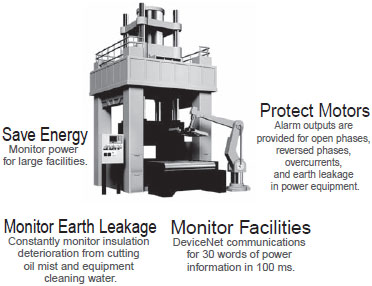 Save Energy
Monitor power
for large facilities.
Protect Motors
Alarm outputs are
provided for open phases,
reversed phases,
overcurrents,
and earth leakage
in power equipment.
Monitor Earth Leakage
Constantly monitor insulation
deterioration from cutting
oil mist and equipment
cleaning water.
Monitor Facilities
DeviceNet communications
for 30 words of power
information in 100 ms.